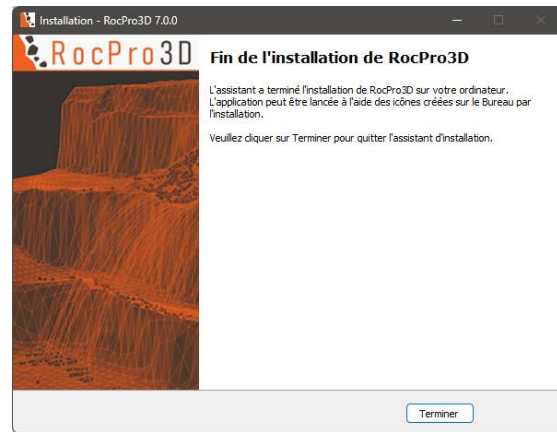 Installation - RocPro3D 7.0.0
RocPro3D
Fin de l'installation de RocPro3D
L'assistant a terminé l'installation de RocPro3D sur votre ordinateur.
L'application peut être lancée à l'aide des icônes créées sur le Bureau par
l'installation.
Veuillez cliquer sur Terminer pour quitter l'assistant d'installation.
Terminer